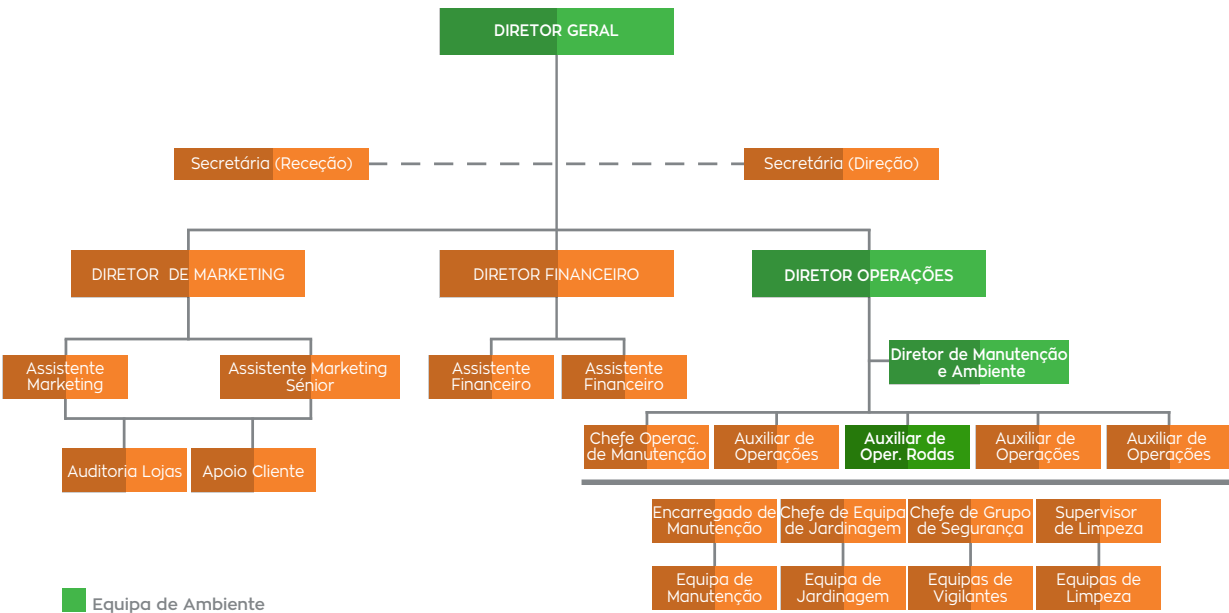 DIRETOR GERAL
Secretária (Receção)
Secretária (Direção)
DIRETOR DE MARKETING
DIRETOR FINANCEIRO
DIRETOR OPERAÇÕES
Diretor de Manutenção
e Ambiente
Assistente
Marketing
Assistente Marketing
Sénior
Assistente
Financeiro
Assistente
Financeiro
Chefe Operac.
de Manutenção
Auxiliar de
Operações
Auxiliar de
Oper. Rodas
Auxiliar de
Operações
Auxiliar de
Operações
Auditoria Lojas
Apoio Cliente
Encarregado de
Manutenção
Chefe de Equipa
de Jardinagem
Chefe de Grupo
de Segurança
Supervisor
de Limpeza
Equipa de
Manutenção
Equipa de
Jardinagem
Equipas de
Vigilantes
Equipas de
Limpeza
Equipa de Ambiente